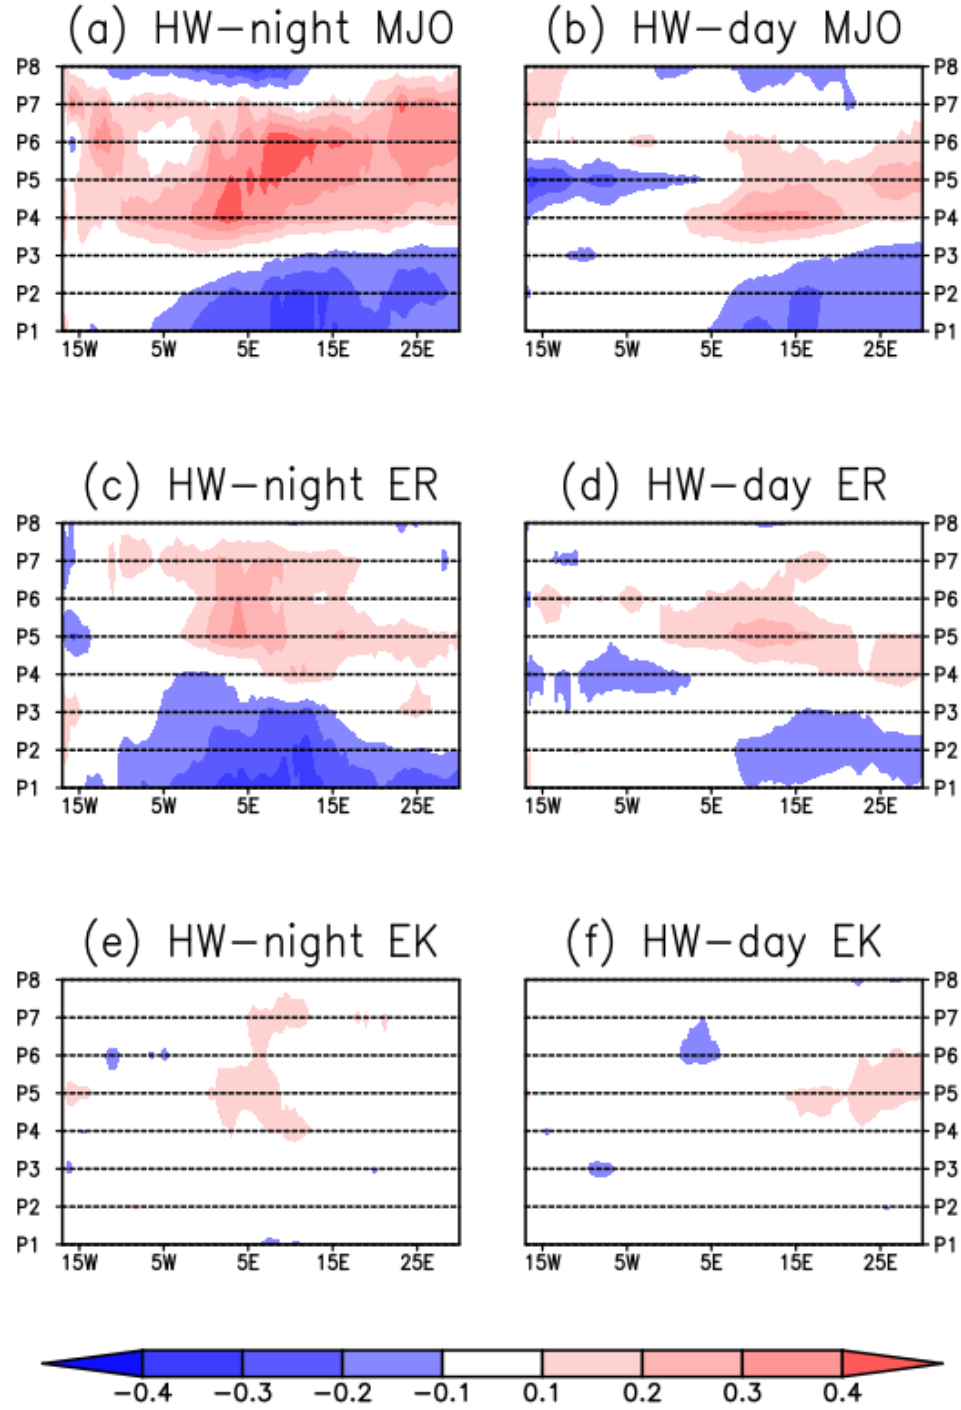 (a) HW-night MJO (b) HW-day MJO
P8 P8
P7 P7
P6 P6
P5 P5
P4 P4
P3 P3
P2 P2
P1 P1
15W 5W 5E 15E 25E 15W 5W 5E 15E 25E
(c) HW-night ER (d) HW-day ER
P8 P8
P7 P7
P6 P6
P5 P5
P4 P4
P3 P3
P2 P2
P1 P1
15W 5W 5E 15E 25E 15W 5W 5E 15E 25E
(e) HW-night EK (f) HW-day EK
P8 P8
P7 P7
P6 P6
P5 P5
P4 P4
P3 P3
P2 P2
P1 P1
15W 5W 5E 15E 25E 15W 5W 5E 15E 25E
-0.4 -0.3 -0.2 -0.1 0.1 0.2 0.3 0.4